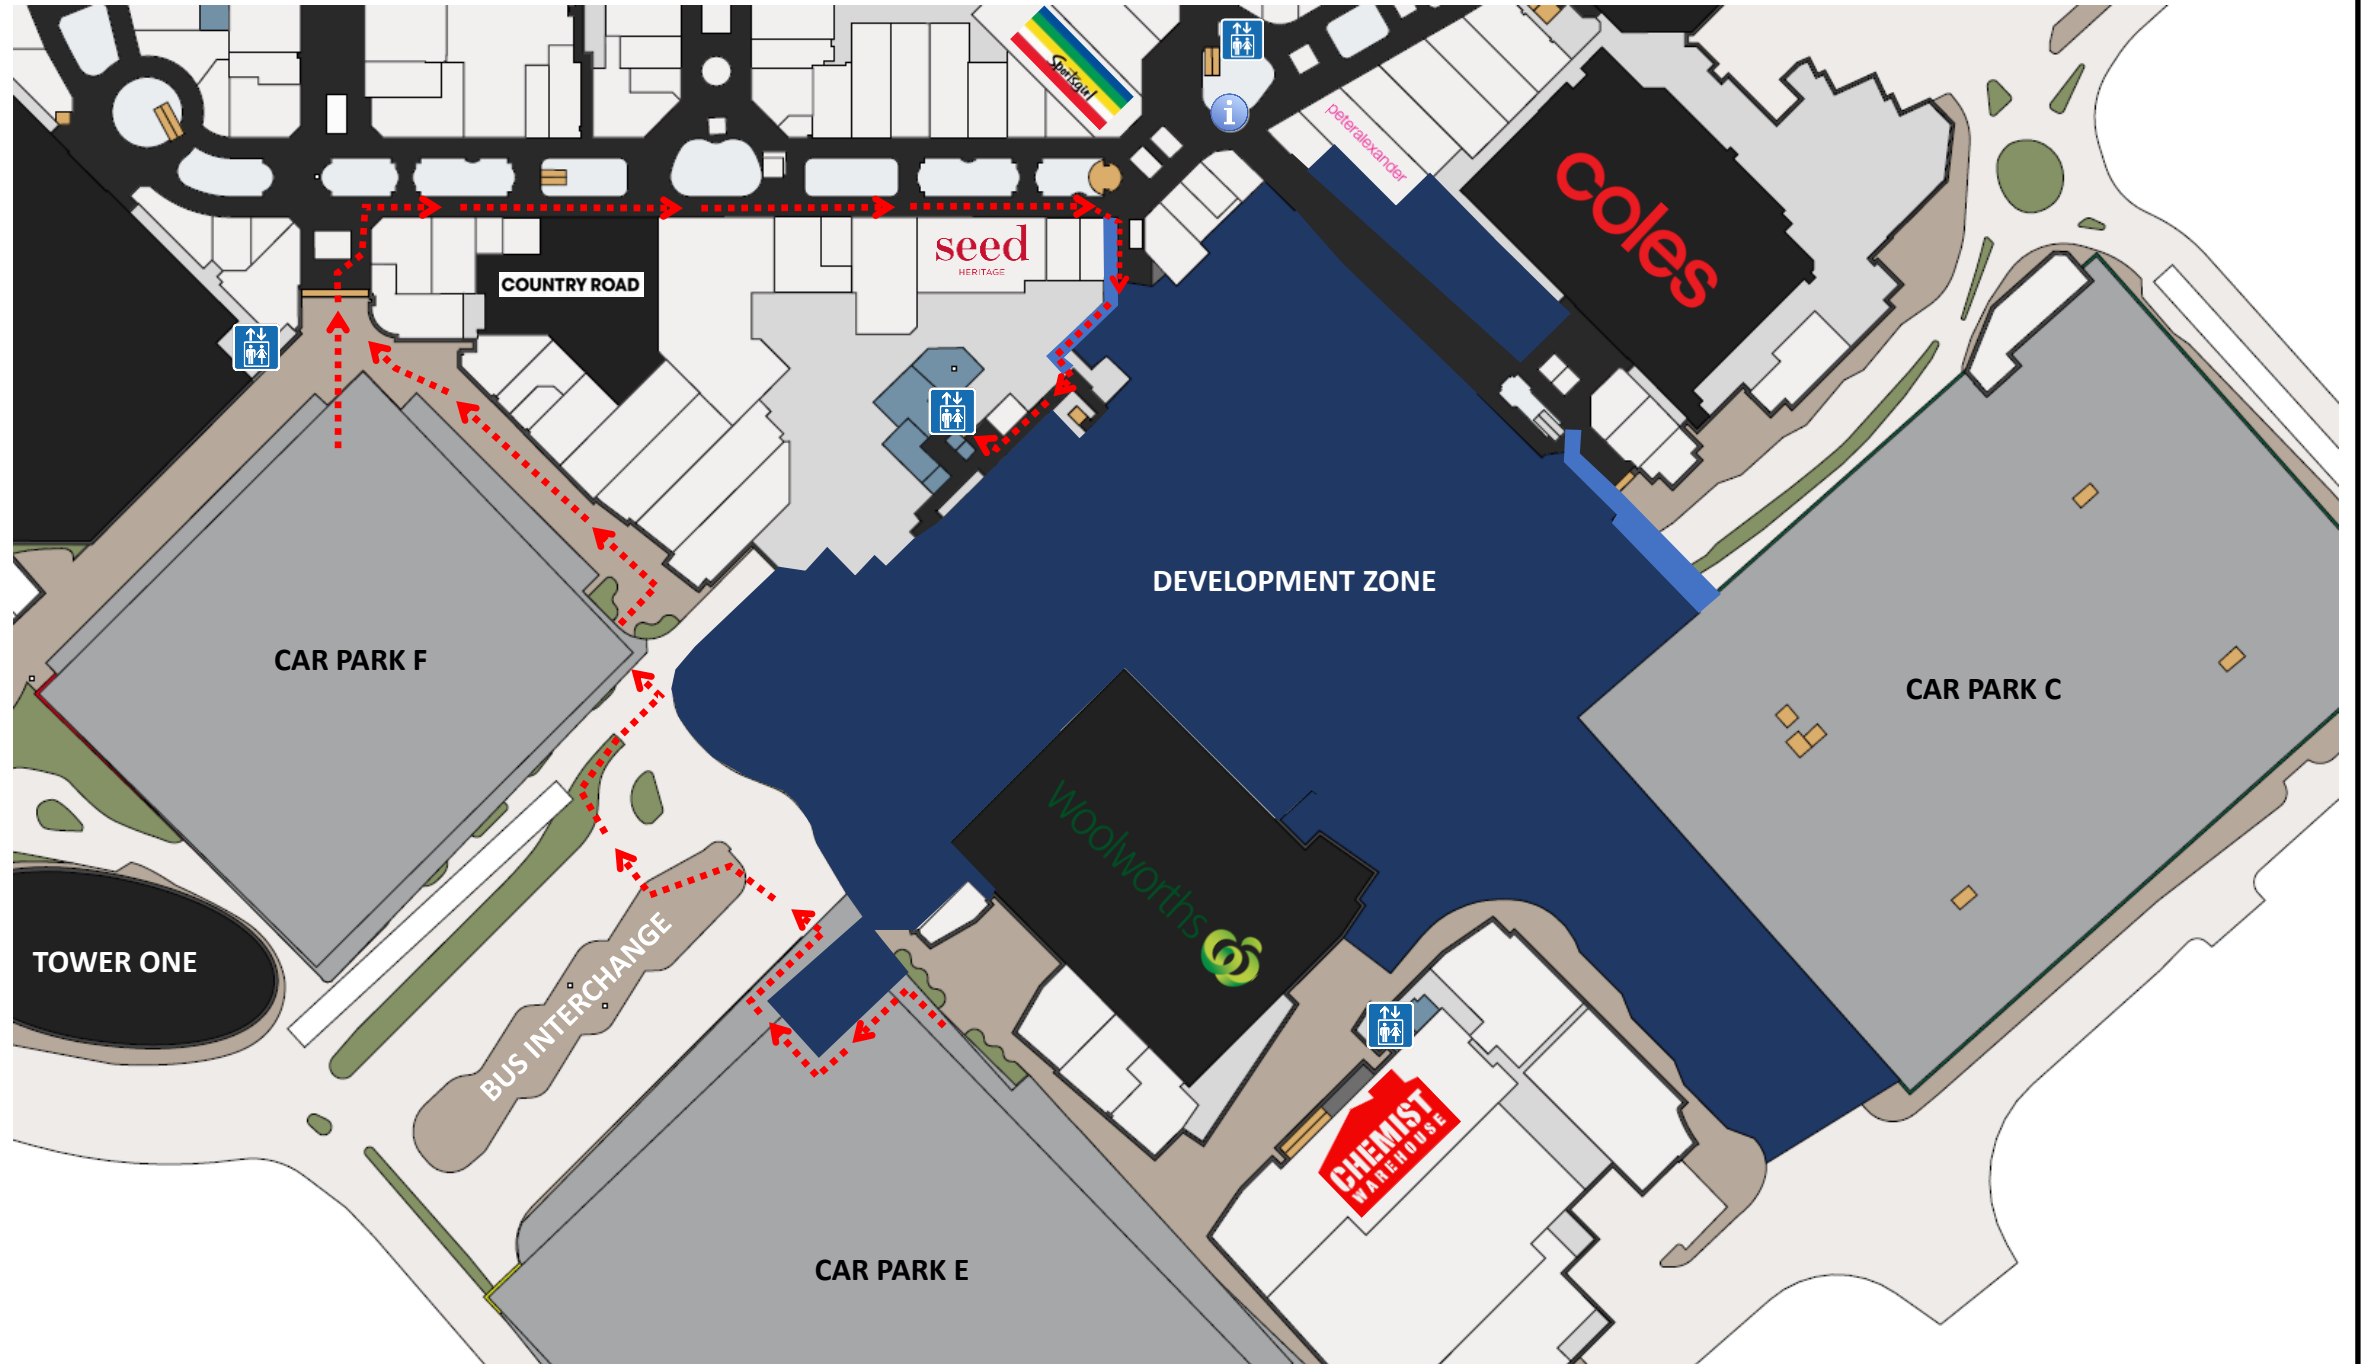 Sportsgirl
i
peteralexander
coles
seed
HERITAGE
COUNTRY ROAD
DEVELOPMENT ZONE
CAR PARK F
CAR PARK C
woolworths
TOWER ONE
BUS INTERCHANGE
CHEMIST
WAREHOUSE
CAR PARK E